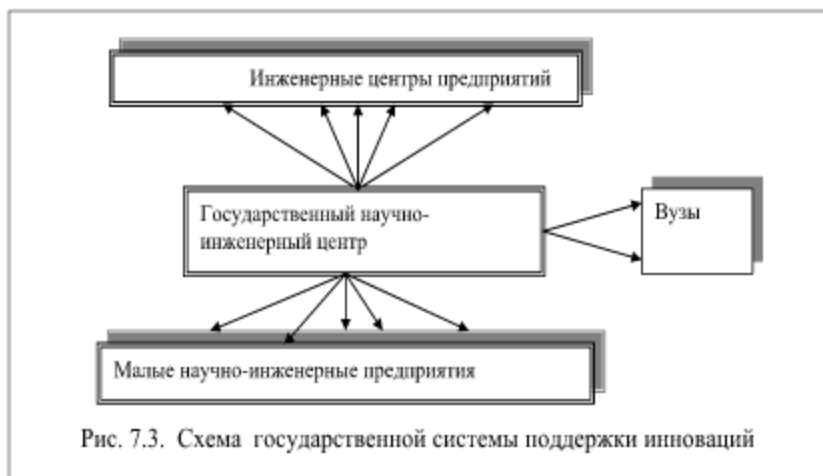 Инженерные центры предприятий
Государственный научно-
инженерный центр
Вузы
Малые научно-инженерные предприятия
Рис. 7.3. Схема государственной системы поддержки инноваций